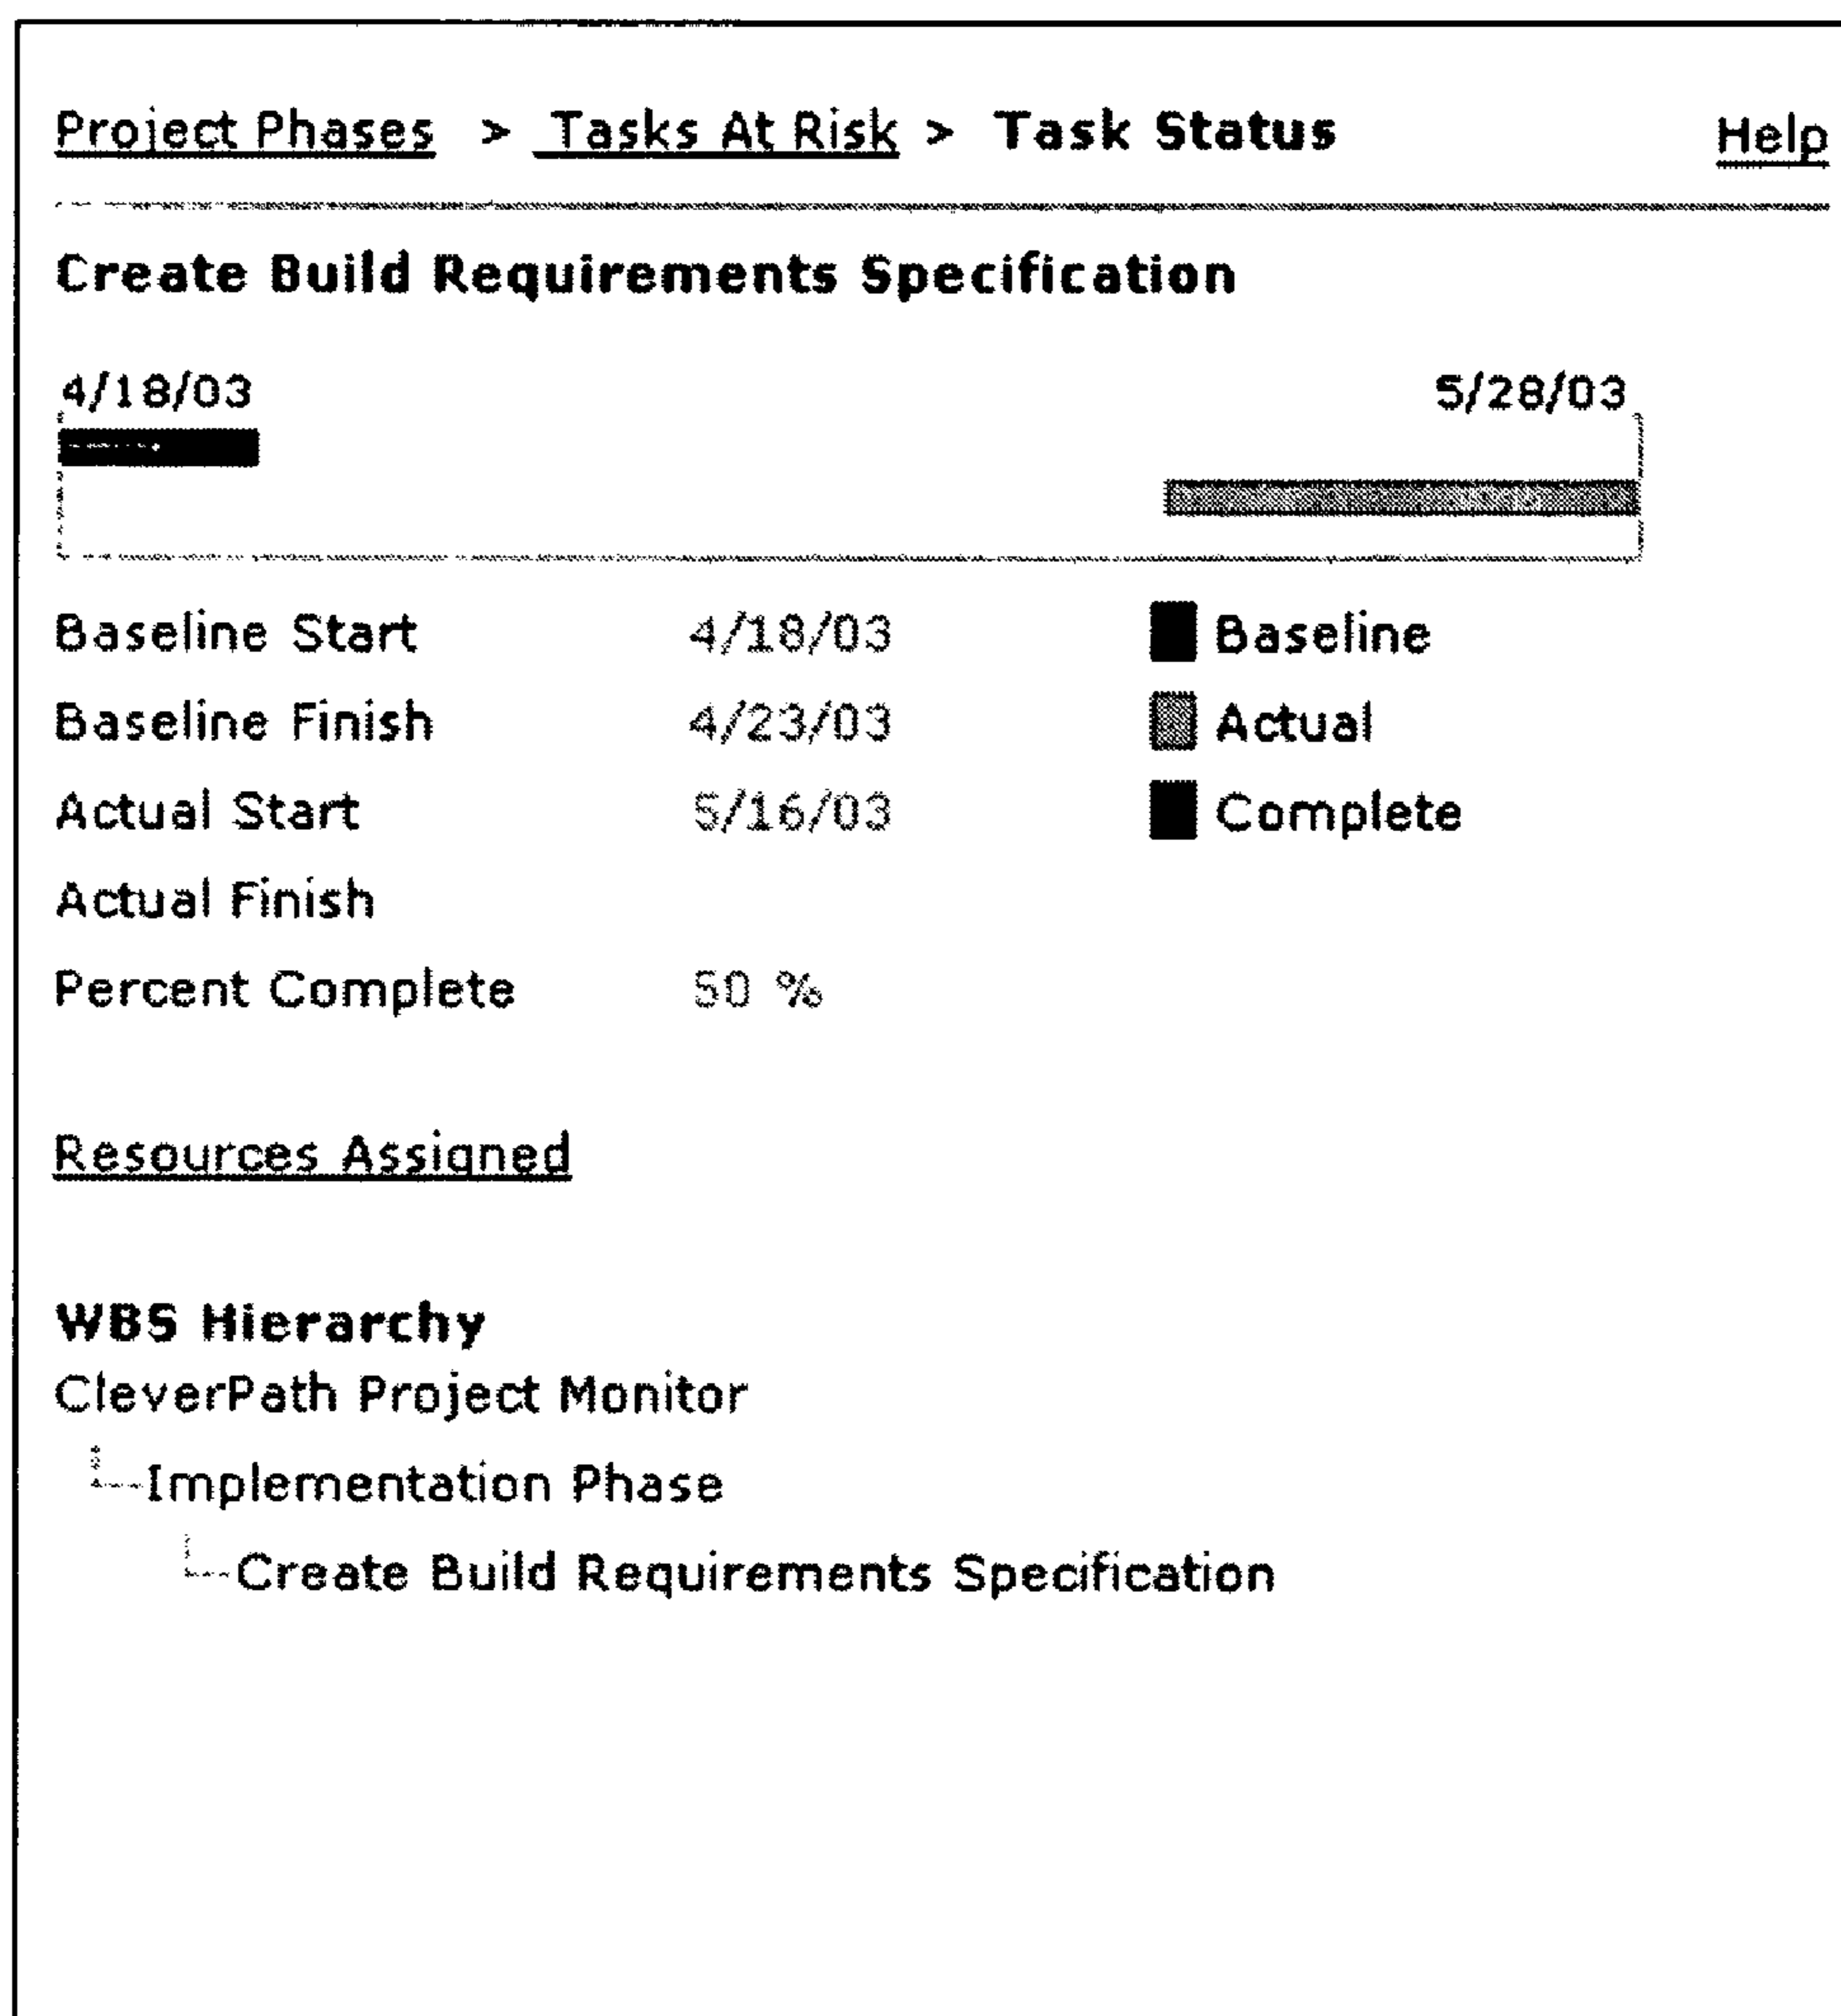 Project Phases > Tasks At Risk > Task Status Help
Create Build Requirements Specification
4/18/03 5/28/03
Baseline Start 4/18/03 Baseline
Baseline Finish 4/23/03 Actual
Actual Start 5/16/03 Complete
Actual Finish
Percent Complete 50 %
Resources Assigned
WBS Hierarchy
CleverPath Project Monitor
Implementation Phase
Create Build Requirements Specification